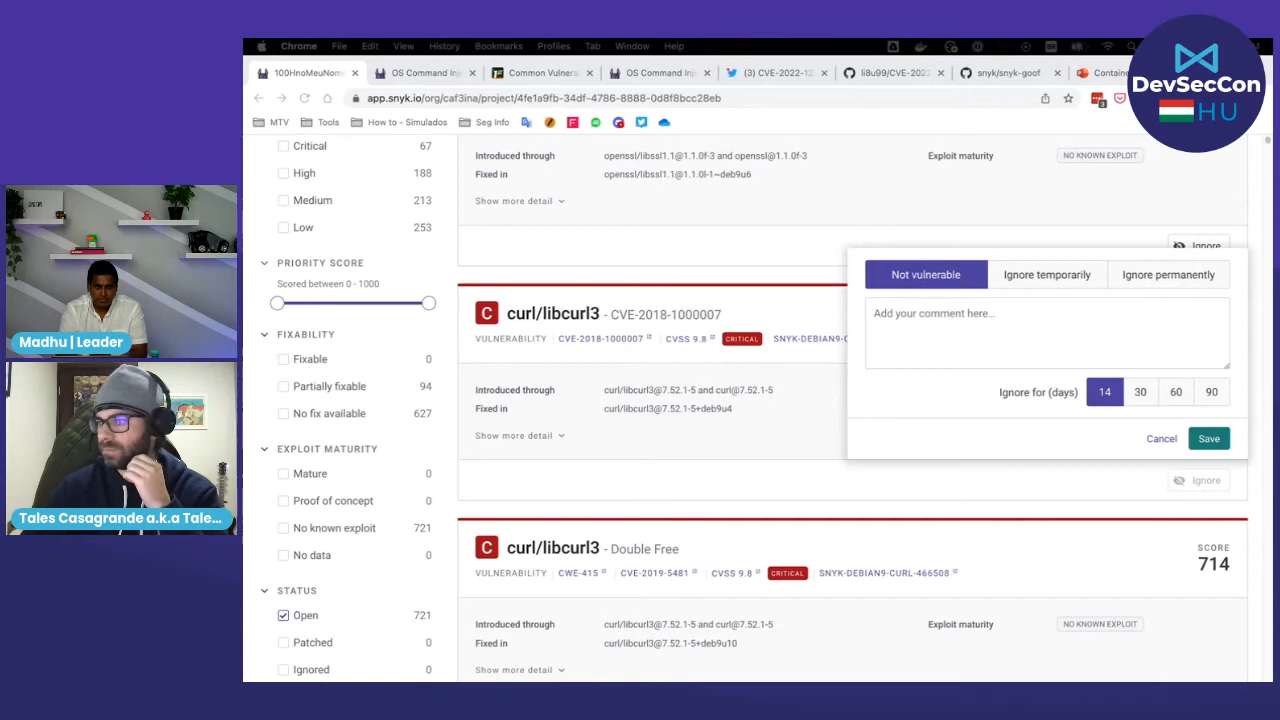 Chrome File Edit View History Bookmarks Profiles Tab Window Help
100HnoMeuNome
OS Command Inje
Common Vulnera
OS Command Inje
(3) CVE-2022-12
li8u99/CVE-2022
snyk/snyk-goof
Contain
DevSecCon
HU
app.snyk.io/org/caf3ina/project/4fe1a9fb-34df-4786-8888-0d8f8bcc28eb
MTV
Tools
How to - Simulados
Seg Info
Critical 67
High 188
Medium 213
Low 253
PRIORITY SCORE
Scored between 0 - 1000
FIXABILITY
Fixable 0
Partially fixable 94
No fix available 627
EXPLOIT MATURITY
Mature 0
Proof of concept 0
No known exploit 721
No data 0
STATUS
Open 721
Patched 0
Ignored 0
Introduced through openssl/libssl1.1@1.1.0f-3 and openssl@1.1.0f-3 Exploit maturity NO KNOWN EXPLOIT
Fixed in openssl/libssl1.1@1.1.0l-1~deb9u6
Show more detail
Ignore
C curl/libcurl3 - CVE-2018-1000007
VULNERABILITY CVE-2018-1000007 CVSS 9.8 CRITICAL SNYK-DEBIAN9-C
Introduced through curl/libcurl3@7.52.1-5 and curl@7.52.1-5
Fixed in curl/libcurl3@7.52.1-5+deb9u4
Show more detail
Not vulnerable Ignore temporarily Ignore permanently
Add your comment here...
Ignore for (days) 14 30 60 90
Cancel Save
Ignore
C curl/libcurl3 - Double Free
VULNERABILITY CWE-415 CVE-2019-5481 CVSS 9.8 CRITICAL SNYK-DEBIAN9-CURL-466508
SCORE
714
Introduced through curl/libcurl3@7.52.1-5 and curl@7.52.1-5 Exploit maturity NO KNOWN EXPLOIT
Fixed in curl/libcurl3@7.52.1-5+deb9u10
Show more detail
Madhu | Leader
Tales Casagrande a.k.a Tale...